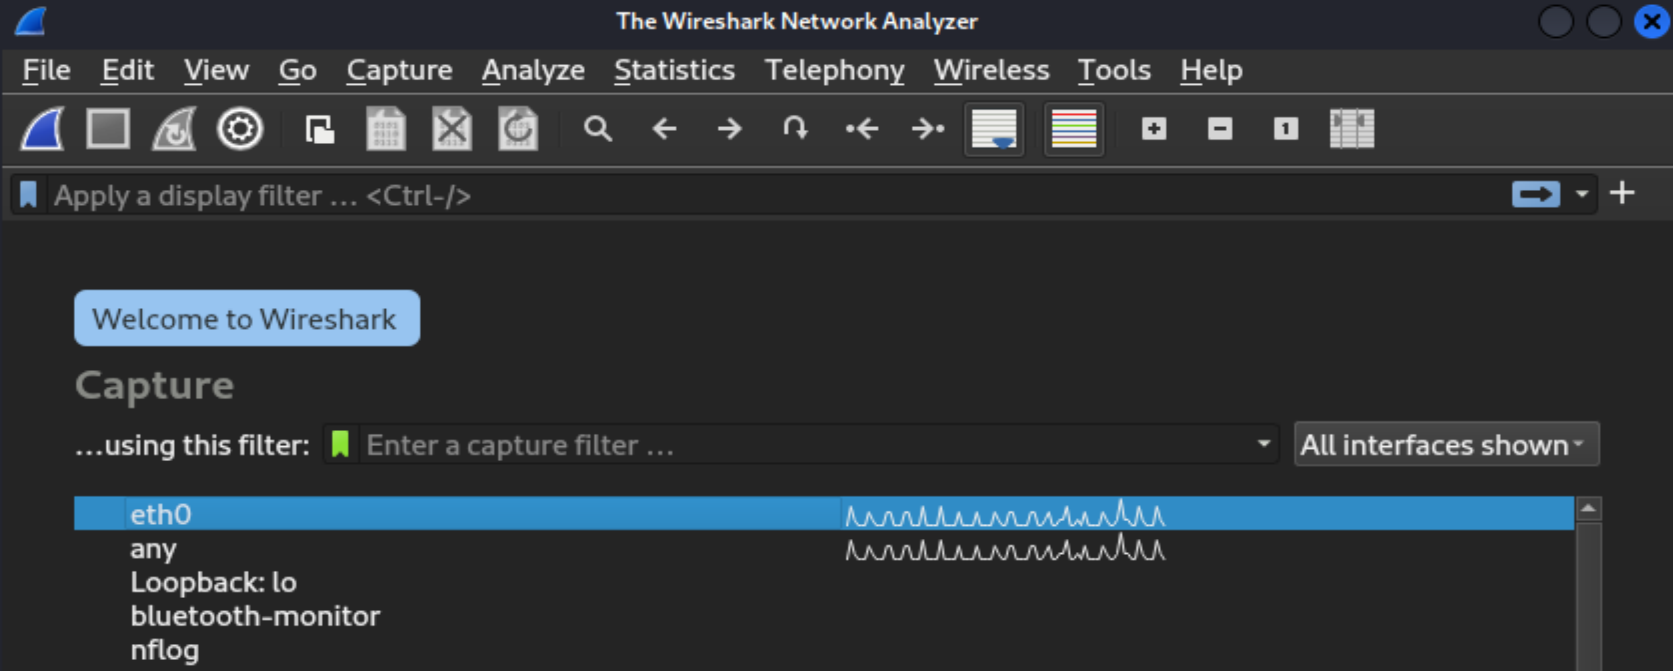 The Wireshark Network Analyzer
File Edit View Go Capture Analyze Statistics Telephony Wireless Tools Help
Apply a display filter … <Ctrl-/>
Welcome to Wireshark
Capture
…using this filter: Enter a capture filter … All interfaces shown
eth0
any
Loopback: lo
bluetooth-monitor
nflog